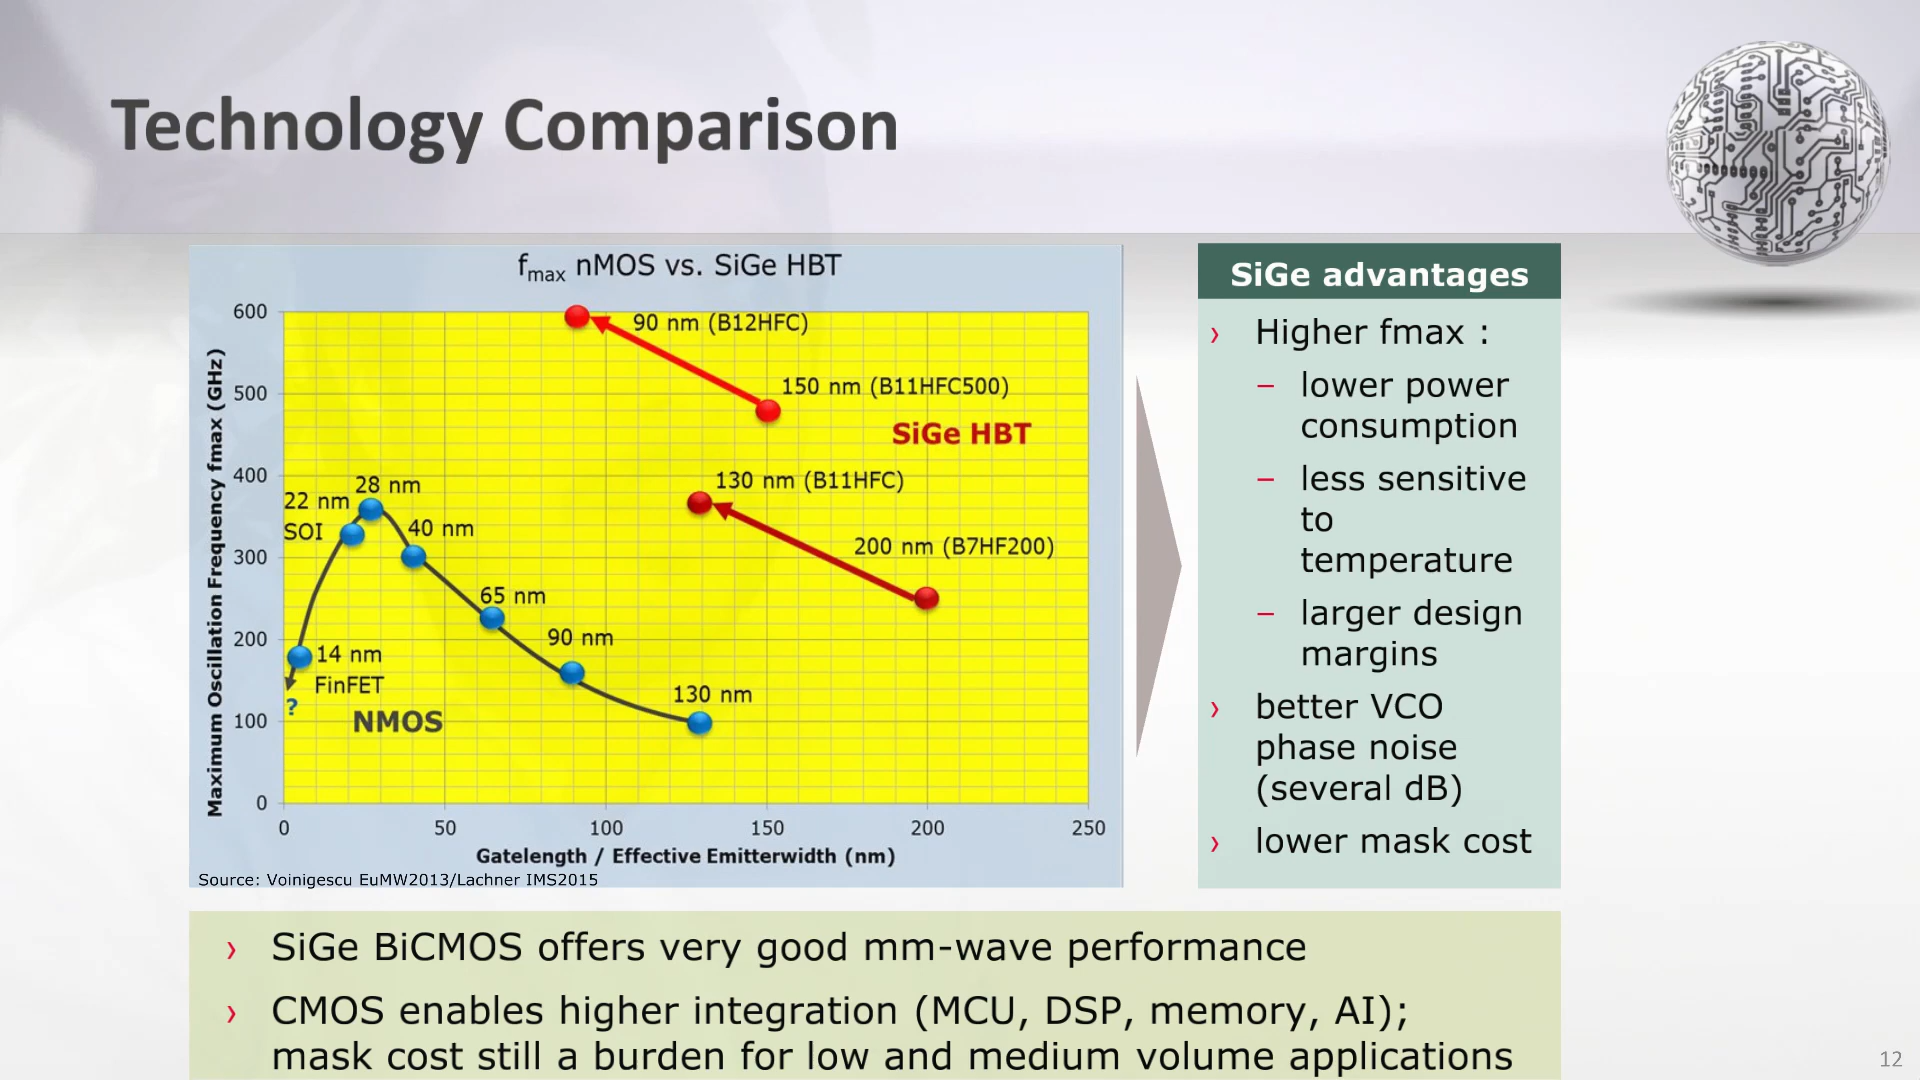 Technology Comparison
fmax nMOS vs. SiGe HBT
Maximum Oscillation Frequency fmax (GHz)
600
500
400
300
200
100
0
90 nm (B12HFC)
150 nm (B11HFC500)
SiGe HBT
130 nm (B11HFC)
200 nm (B7HF200)
28 nm
22 nm
SOI
40 nm
65 nm
90 nm
130 nm
14 nm
FinFET
?
NMOS
0 50 100 150 200 250
Gatelength / Effective Emitterwidth (nm)
Source: Voinigescu EuMW2013/Lachner IMS2015
SiGe advantages
› Higher fmax :
– lower power
consumption
– less sensitive
to
temperature
– larger design
margins
› better VCO
phase noise
(several dB)
› lower mask cost
› SiGe BiCMOS offers very good mm-wave performance
› CMOS enables higher integration (MCU, DSP, memory, AI);
mask cost still a burden for low and medium volume applications
12